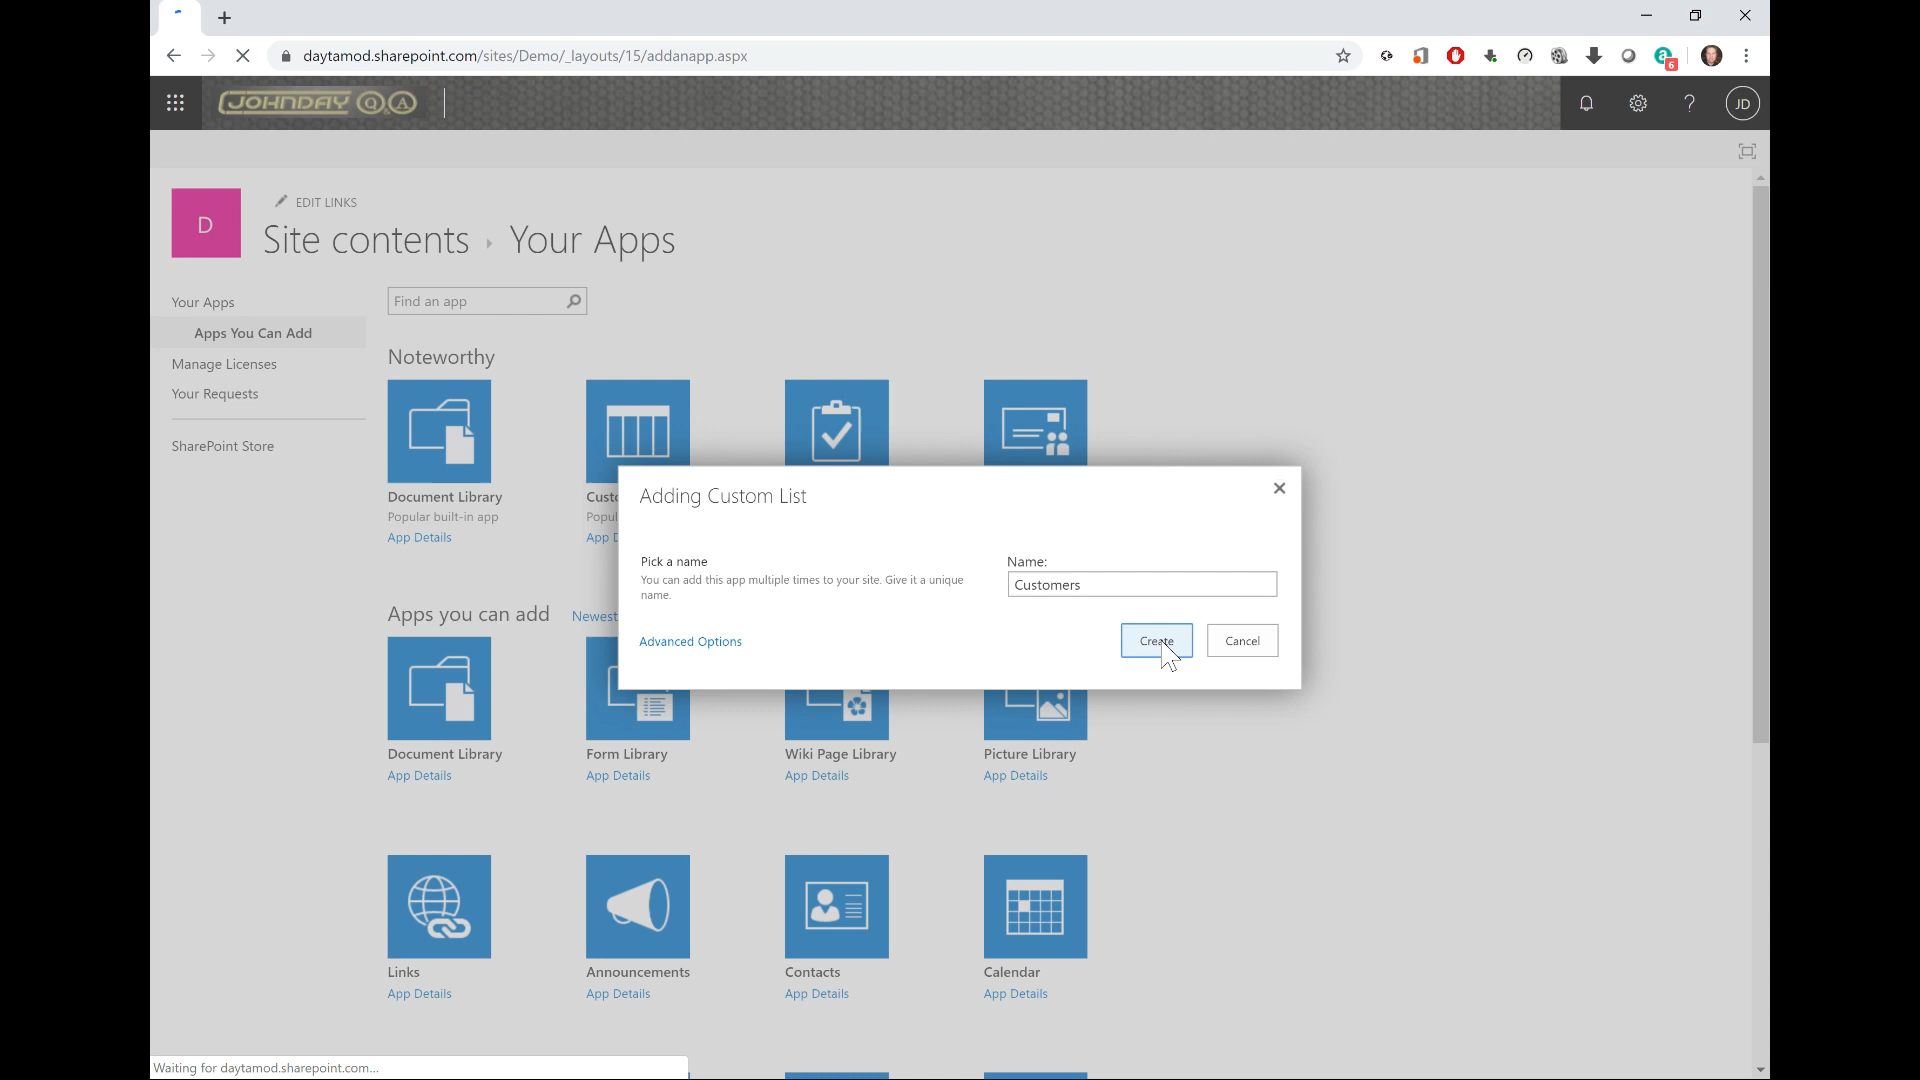 daytamod.sharepoint.com/sites/Demo/_layouts/15/addanapp.aspx
6
JOHNDAY Q&A
JD
D
EDIT LINKS
Site contents ▸ Your Apps
Your Apps
Apps You Can Add
Manage Licenses
Your Requests
SharePoint Store
Find an app
Noteworthy
Document Library
Popular built-in app
App Details
Adding Custom List
Pick a name
You can add this app multiple times to your site. Give it a unique
name.
Name:
Customers
Advanced Options
Create
Cancel
Apps you can add
Newest
Document Library
App Details
Form Library
App Details
Wiki Page Library
App Details
Picture Library
App Details
Links
App Details
Announcements
App Details
Contacts
App Details
Calendar
App Details
Waiting for daytamod.sharepoint.com...